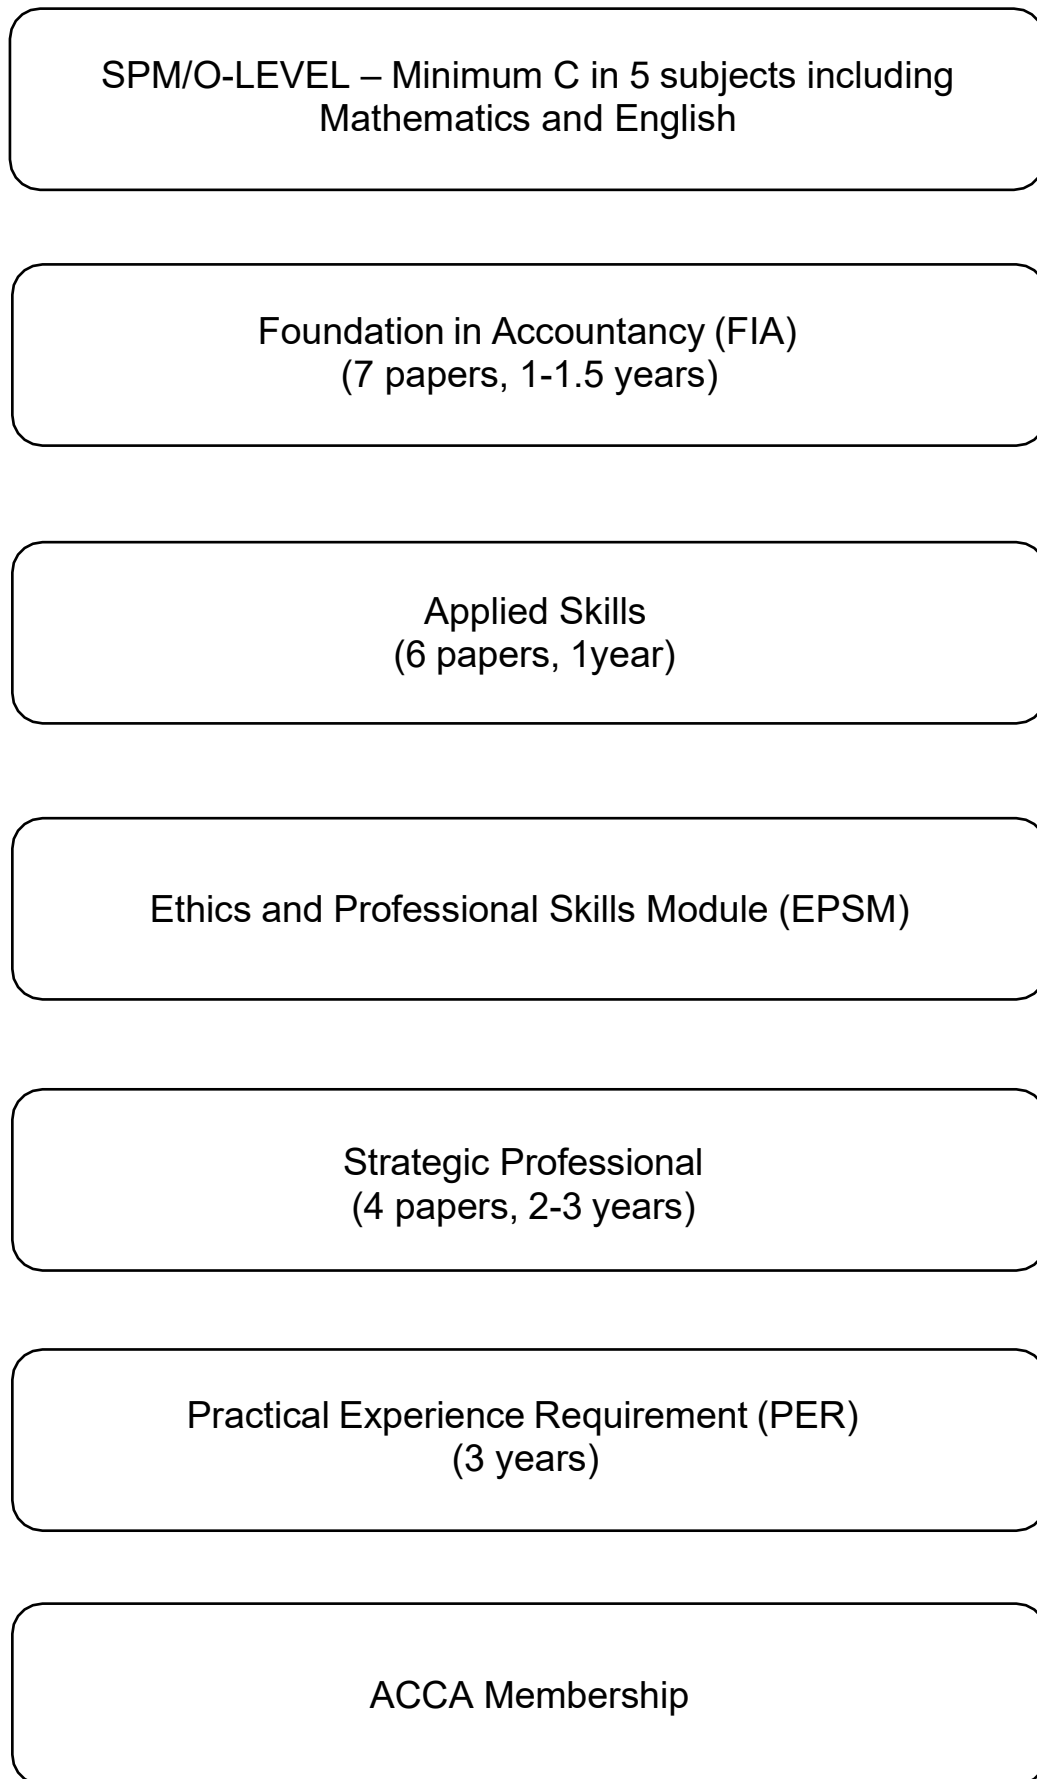 SPM/O-LEVEL – Minimum C in 5 subjects including
Mathematics and English
Foundation in Accountancy (FIA)
(7 papers, 1-1.5 years)
Applied Skills
(6 papers, 1year)
Ethics and Professional Skills Module (EPSM)
Strategic Professional
(4 papers, 2-3 years)
Practical Experience Requirement (PER)
(3 years)
ACCA Membership